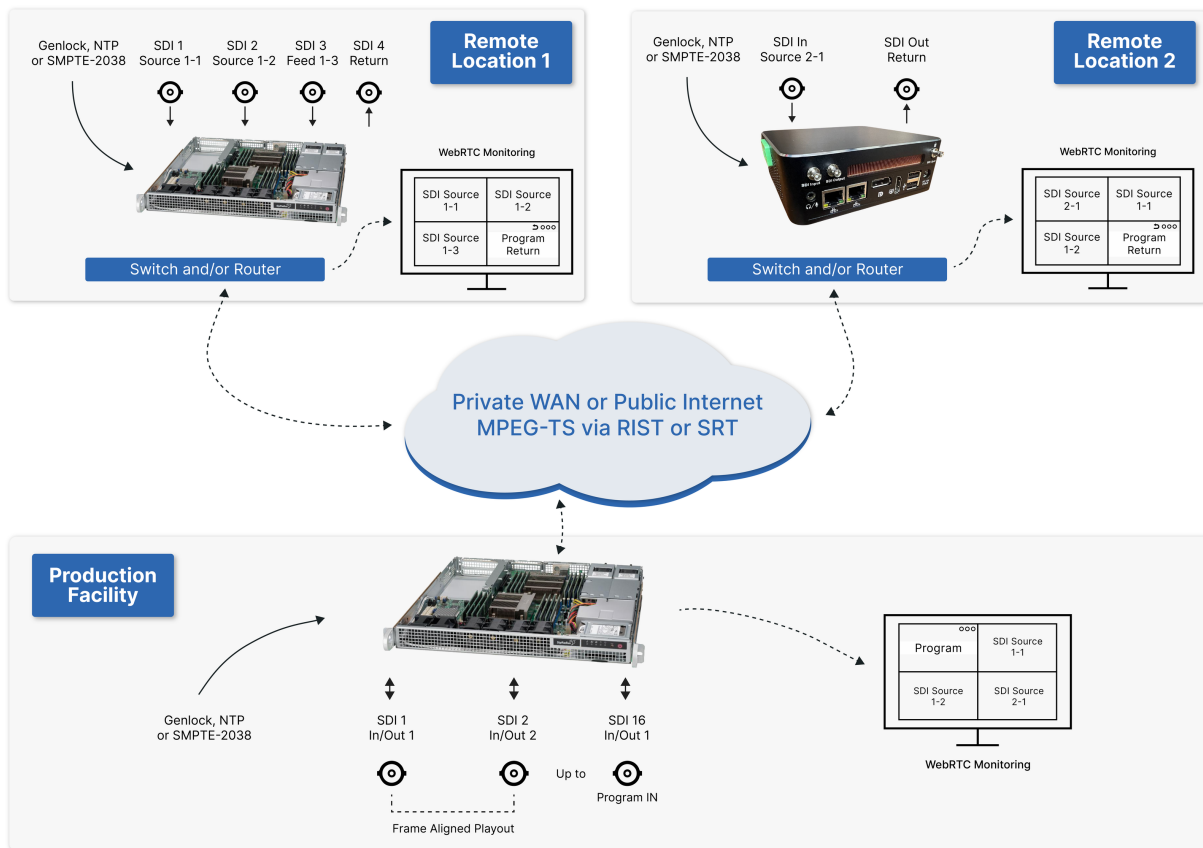 Remote
Location 1
Genlock, NTP
or SMPTE-2038
SDI 1
Source 1-1
SDI 2
Source 1-2
SDI 3
Feed 1-3
SDI 4
Return
WebRTC Monitoring
SDI Source
1-1
SDI Source
1-2
SDI Source
1-3
Program
Return
Switch and/or Router
Remote
Location 2
Genlock, NTP
or SMPTE-2038
SDI In
Source 2-1
SDI Out
Return
SDI Input
SDI Output
WebRTC Monitoring
SDI Source
2-1
SDI Source
1-1
SDI Source
1-2
Program
Return
Switch and/or Router
Private WAN or Public Internet
MPEG-TS via RIST or SRT
Production
Facility
Genlock, NTP
or SMPTE-2038
SDI 1
In/Out 1
SDI 2
In/Out 2
SDI 16
In/Out 1
Up to
Program IN
Frame Aligned Playout
Program
SDI Source
1-1
SDI Source
1-2
SDI Source
2-1
WebRTC Monitoring